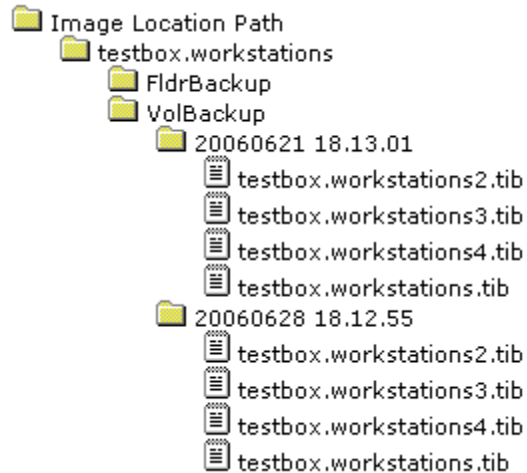 Image Location Path
testbox.workstations
FldrBackup
VolBackup
20060621 18.13.01
testbox.workstations2.tib
testbox.workstations3.tib
testbox.workstations4.tib
testbox.workstations.tib
20060628 18.12.55
testbox.workstations2.tib
testbox.workstations3.tib
testbox.workstations4.tib
testbox.workstations.tib